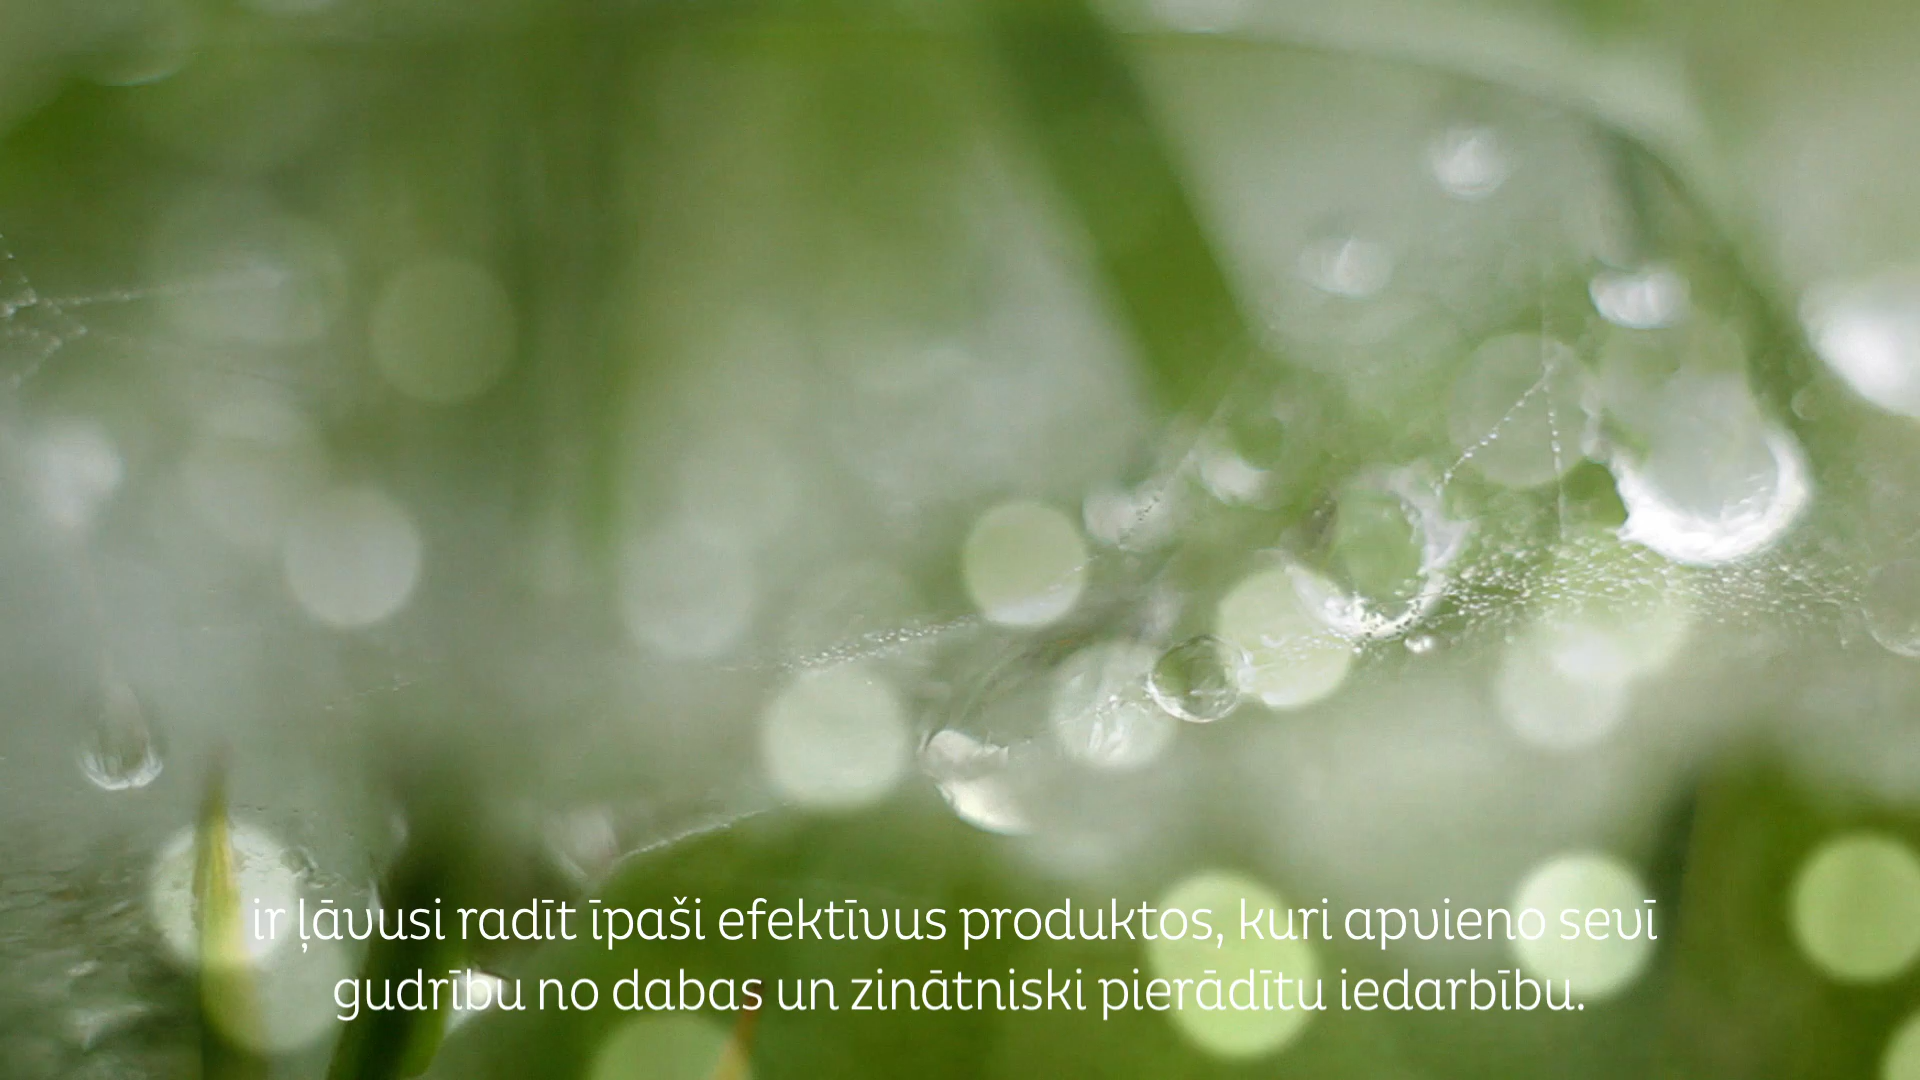 ir ļāvusi radīt īpaši efektīvus produktos, kuri apvieno sevī
gudrību no dabas un zinātniski pierādītu iedarbību.